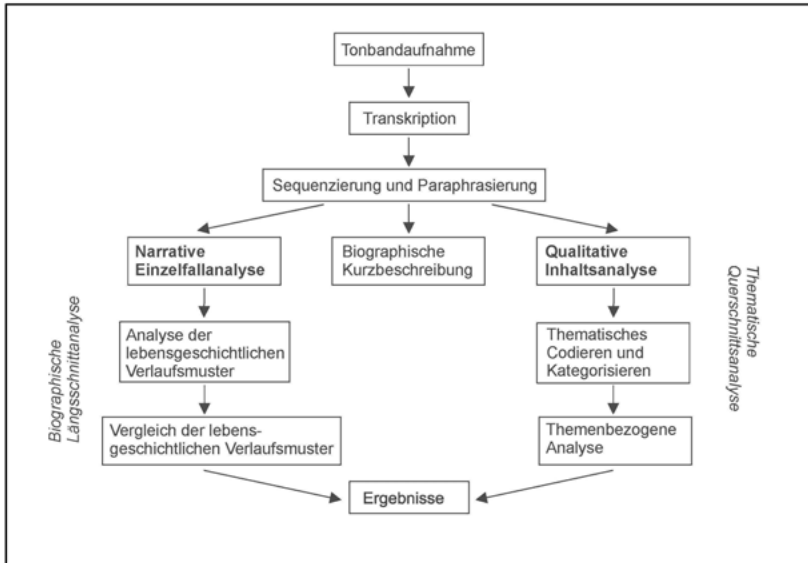 Tonbandaufnahme
Transkription
Sequenzierung und Paraphrasierung
Narrative
Einzelfallanalyse
Biographische
Kurzbeschreibung
Qualitative
Inhaltsanalyse
Biographische
Längsschnittanalyse
Analyse der
lebensgeschichtlichen
Verlaufsmuster
Thematisches
Codieren und
Kategorisieren
Thematische
Querschnittsanalyse
Vergleich der lebens-
geschichtlichen Verlaufsmuster
Themenbezogene
Analyse
Ergebnisse